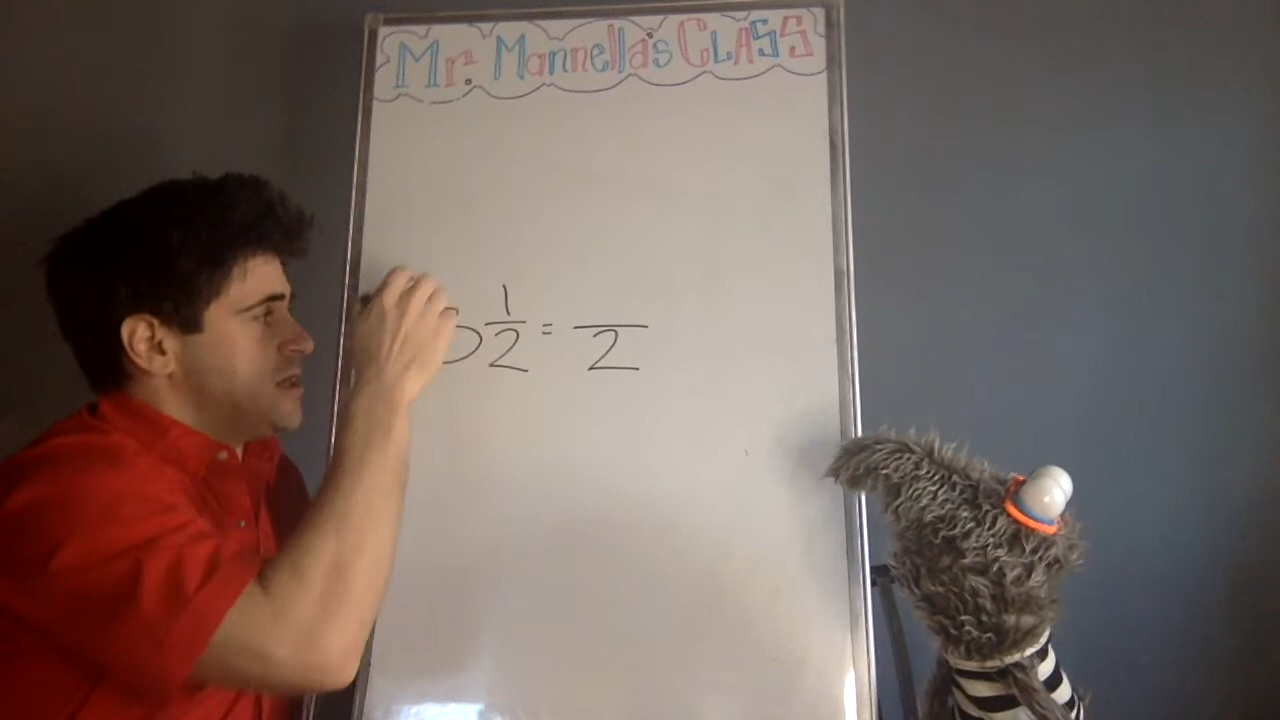 Mr. Mannella's CLASS
1/2 = /2